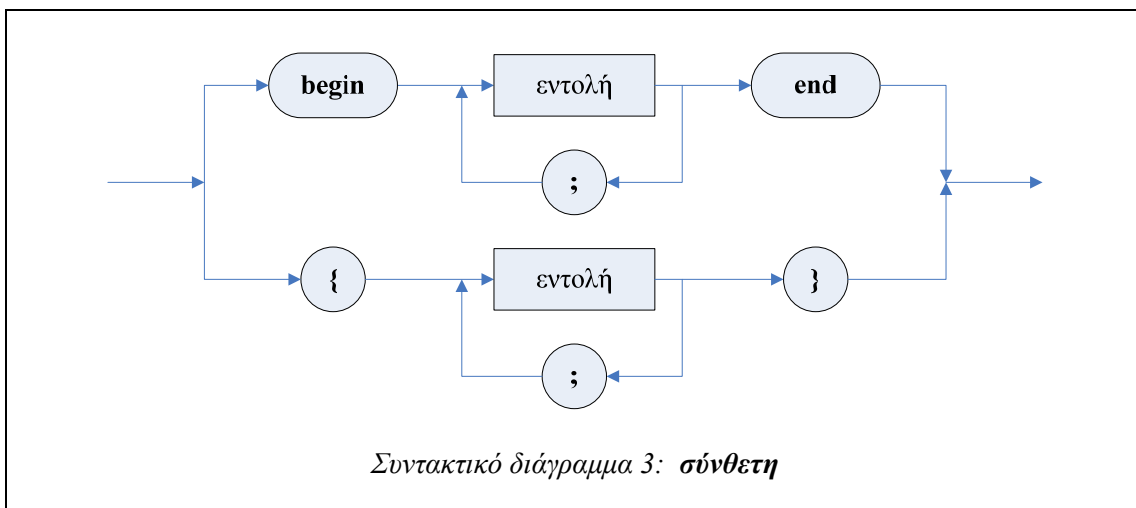 begin εντολή end
;
{ εντολή }
;
Συντακτικό διάγραμμα 3: σύνθετη